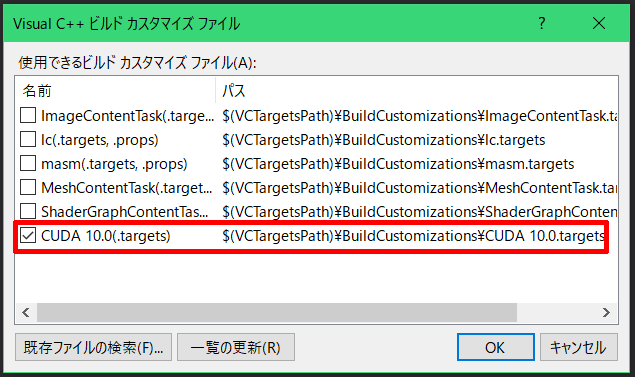 Visual C++ ビルド カスタマイズ ファイル
使用できるビルド カスタマイズ ファイル(A):
名前 パス
ImageContentTask(.targe... $(VCTargetsPath)¥BuildCustomizations¥ImageContentTask.ta
lc(.targets, .props) $(VCTargetsPath)¥BuildCustomizations¥lc.targets
masm(.targets, .props) $(VCTargetsPath)¥BuildCustomizations¥masm.targets
MeshContentTask(.target... $(VCTargetsPath)¥BuildCustomizations¥MeshContentTask.tar
ShaderGraphContentTas... $(VCTargetsPath)¥BuildCustomizations¥ShaderGraphContent
CUDA 10.0(.targets) $(VCTargetsPath)¥BuildCustomizations¥CUDA 10.0.targets
既存ファイルの検索(F)... 一覧の更新(R) OK キャンセル